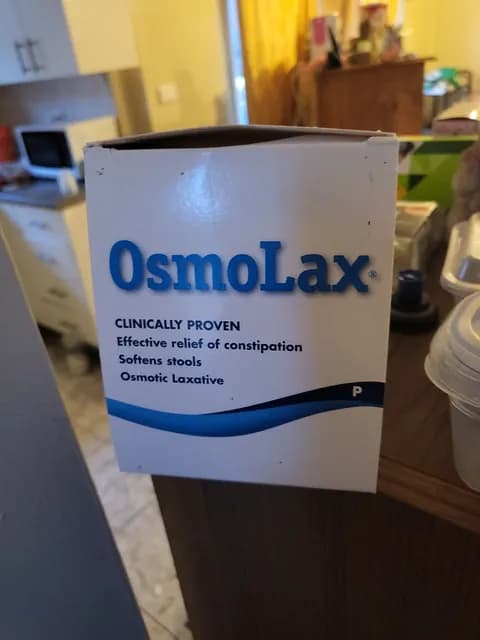 OsmoLax®
CLINICALLY PROVEN
Effective relief of constipation
Softens stools
Osmotic Laxative
P